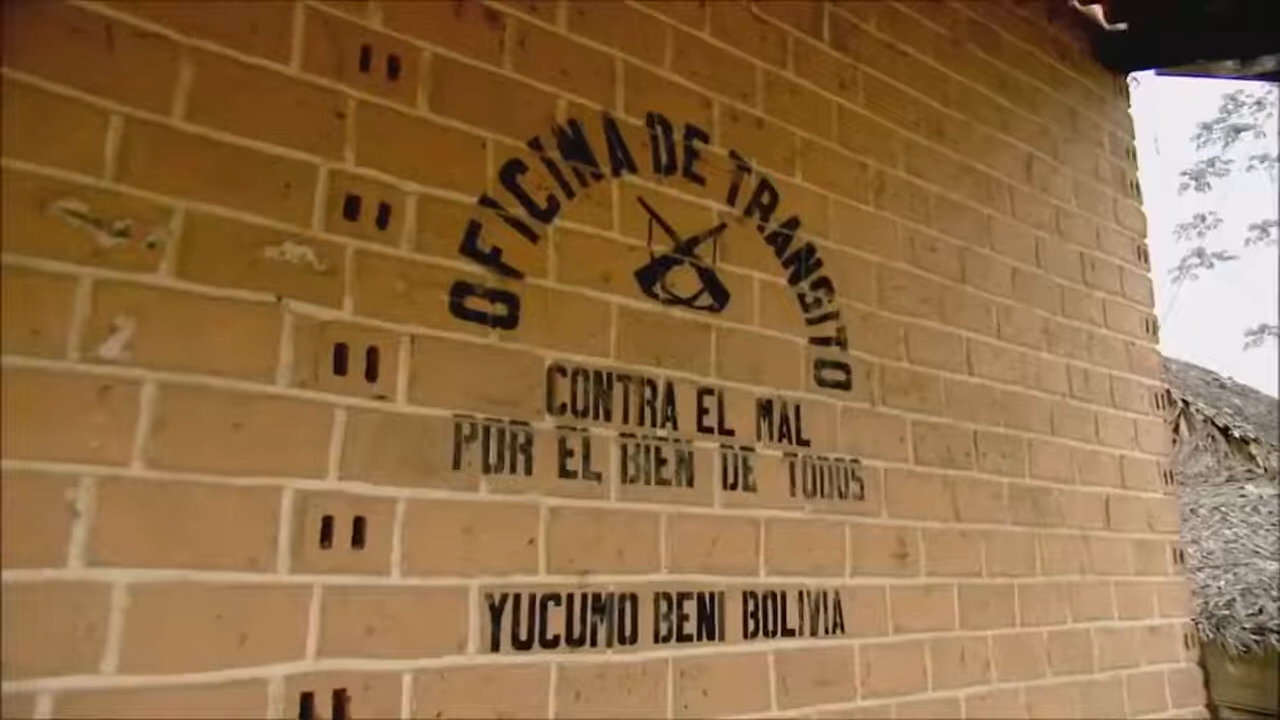 OFICINA DE TRANSITO
CONTRA EL MAL
POR EL BIEN DE TODOS
YUCUMO BENI BOLIVIA